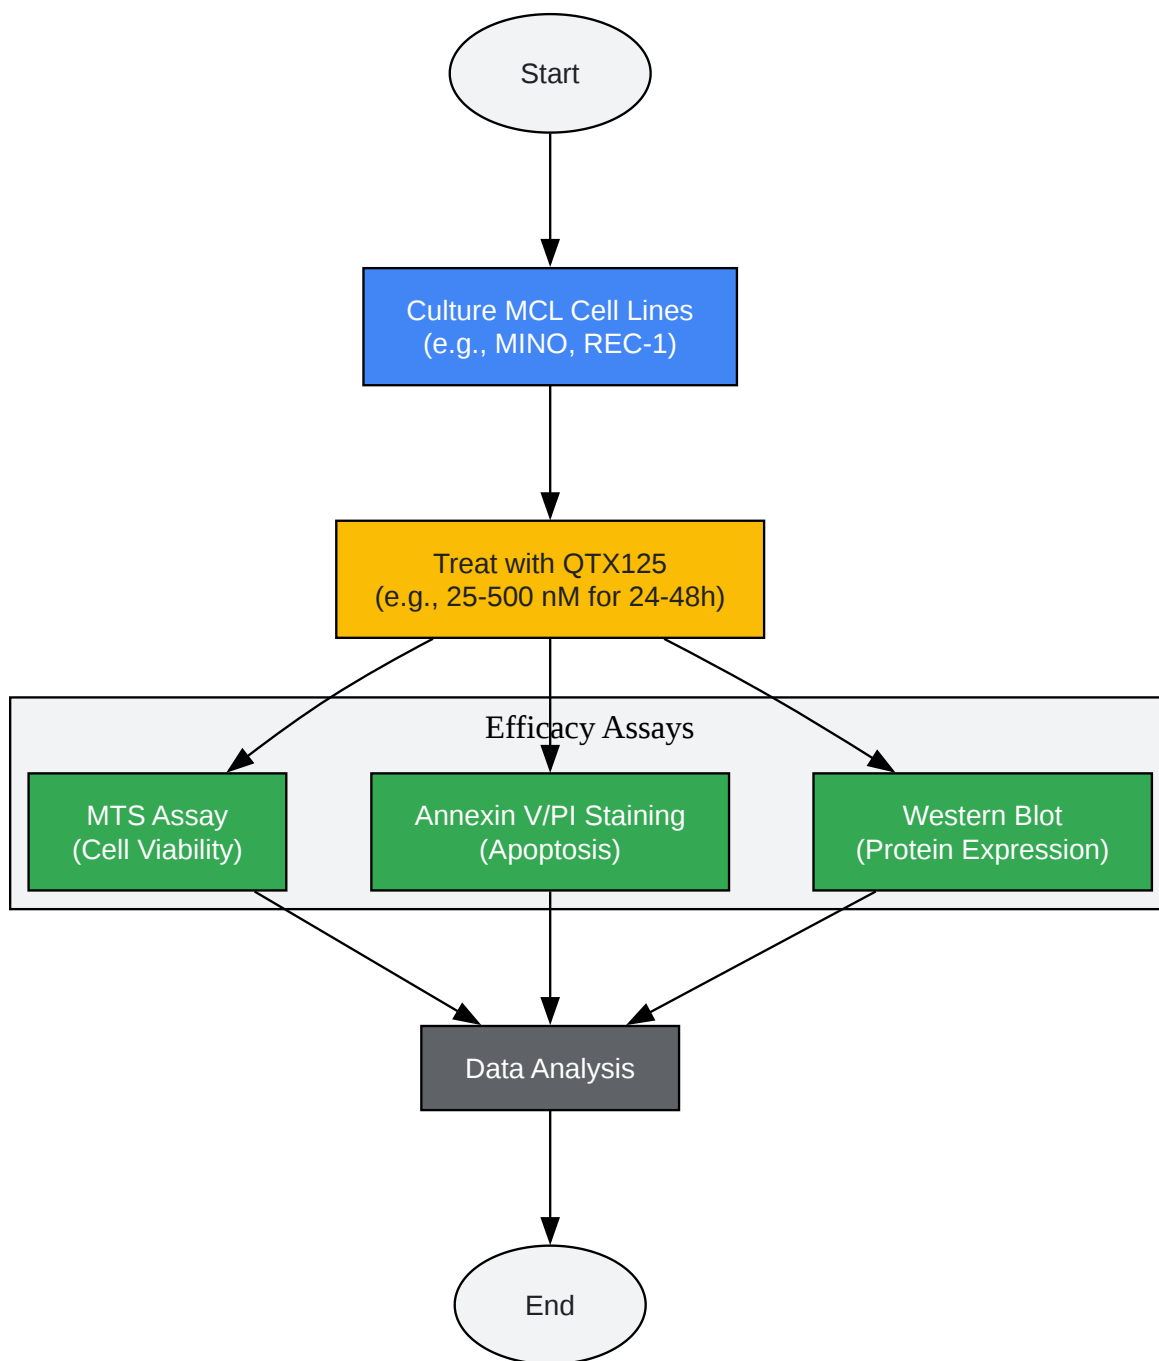 Start
Culture MCL Cell Lines
(e.g., MINO, REC-1)
Treat with QTX125
(e.g., 25-500 nM for 24-48h)
Efficacy Assays
MTS Assay
(Cell Viability)
Annexin V/PI Staining
(Apoptosis)
Western Blot
(Protein Expression)
Data Analysis
End